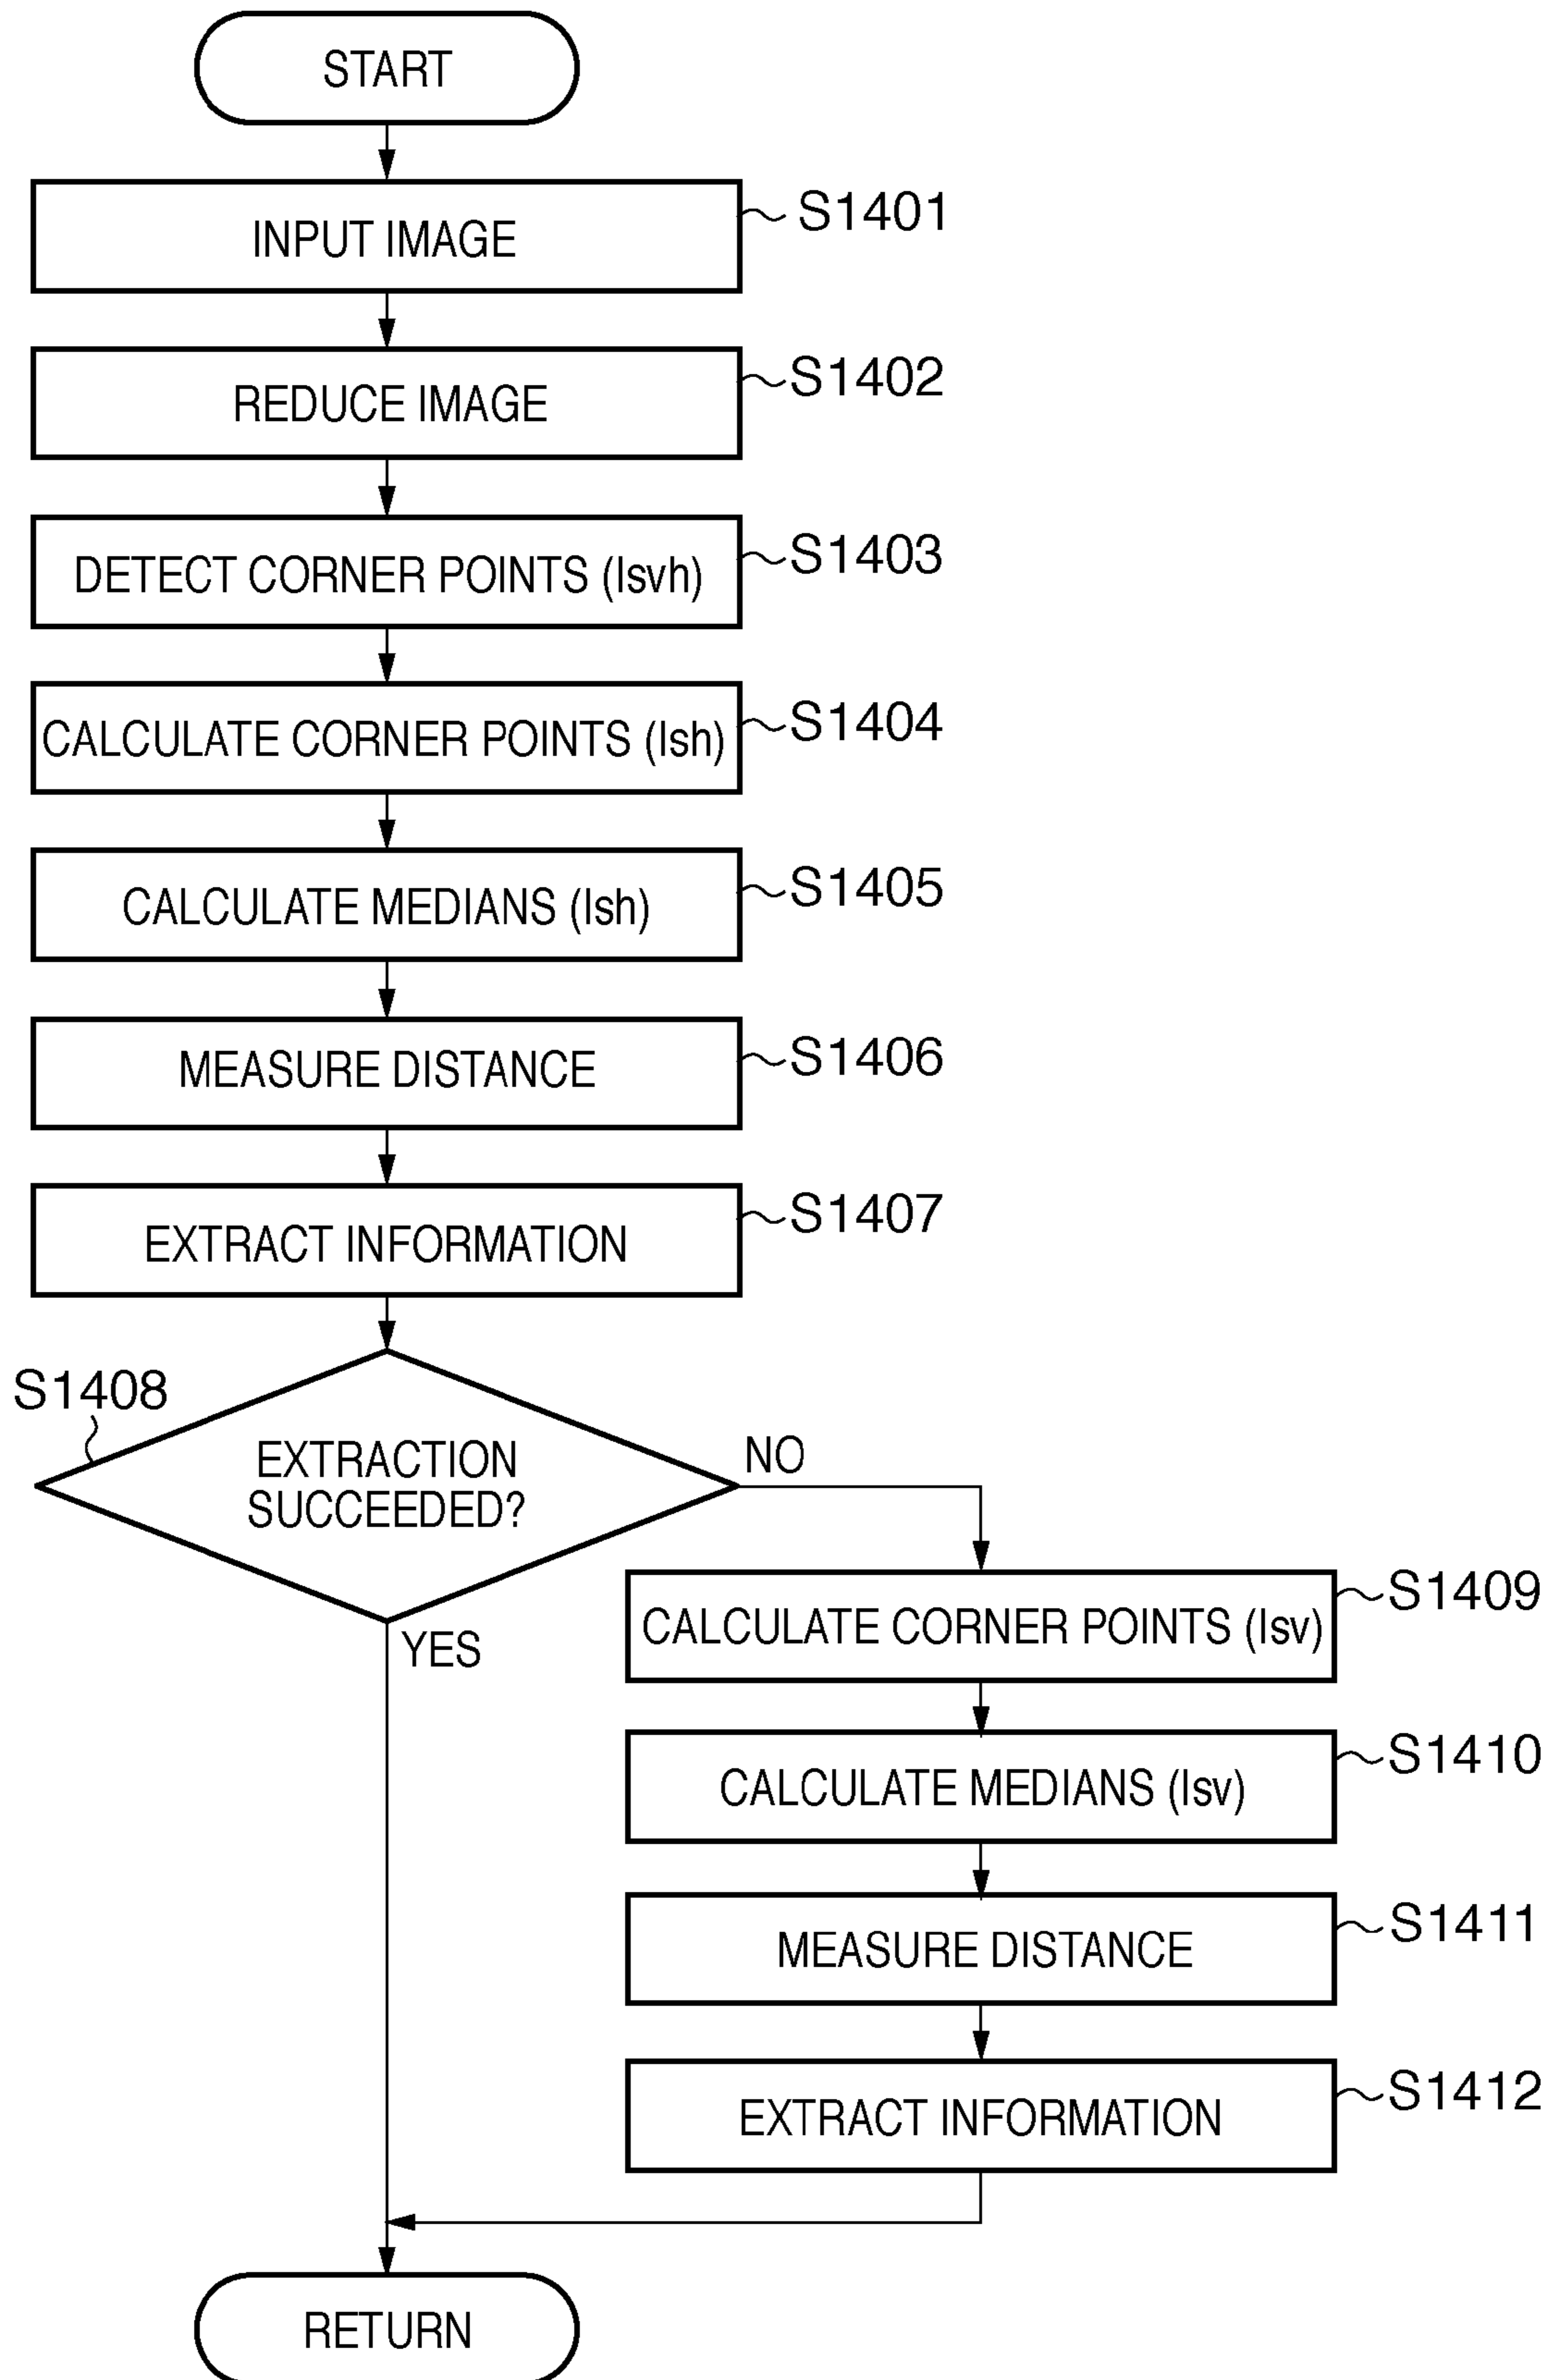 START
INPUT IMAGE
S1401
REDUCE IMAGE
S1402
DETECT CORNER POINTS (Isvh)
S1403
CALCULATE CORNER POINTS (Ish)
S1404
CALCULATE MEDIANS (Ish)
S1405
MEASURE DISTANCE
S1406
EXTRACT INFORMATION
S1407
S1408
EXTRACTION
SUCCEEDED?
NO
YES
CALCULATE CORNER POINTS (Isv)
S1409
CALCULATE MEDIANS (Isv)
S1410
MEASURE DISTANCE
S1411
EXTRACT INFORMATION
S1412
RETURN